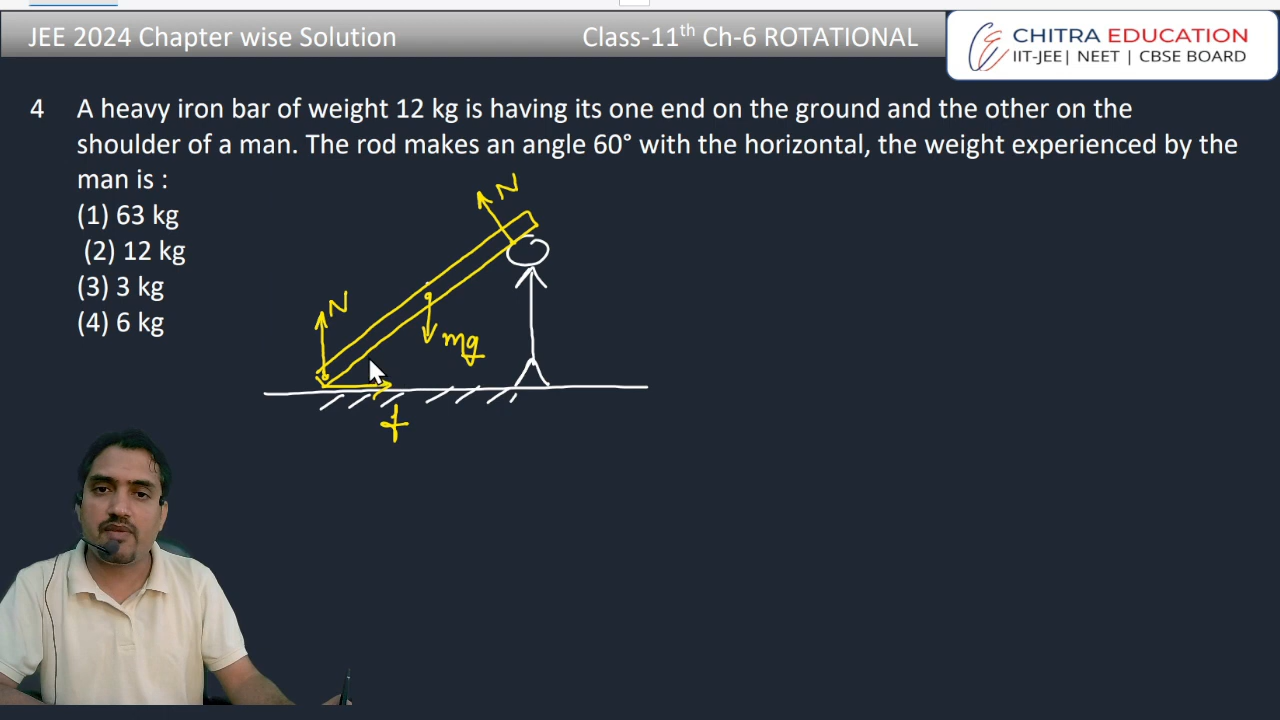 JEE 2024 Chapter wise Solution
Class-11th Ch-6 ROTATIONAL
CHITRA EDUCATION
IIT-JEE| NEET | CBSE BOARD
4 A heavy iron bar of weight 12 kg is having its one end on the ground and the other on the
shoulder of a man. The rod makes an angle 60° with the horizontal, the weight experienced by the
man is :
(1) 63 kg
(2) 12 kg
(3) 3 kg
(4) 6 kg
N
N
mg
f